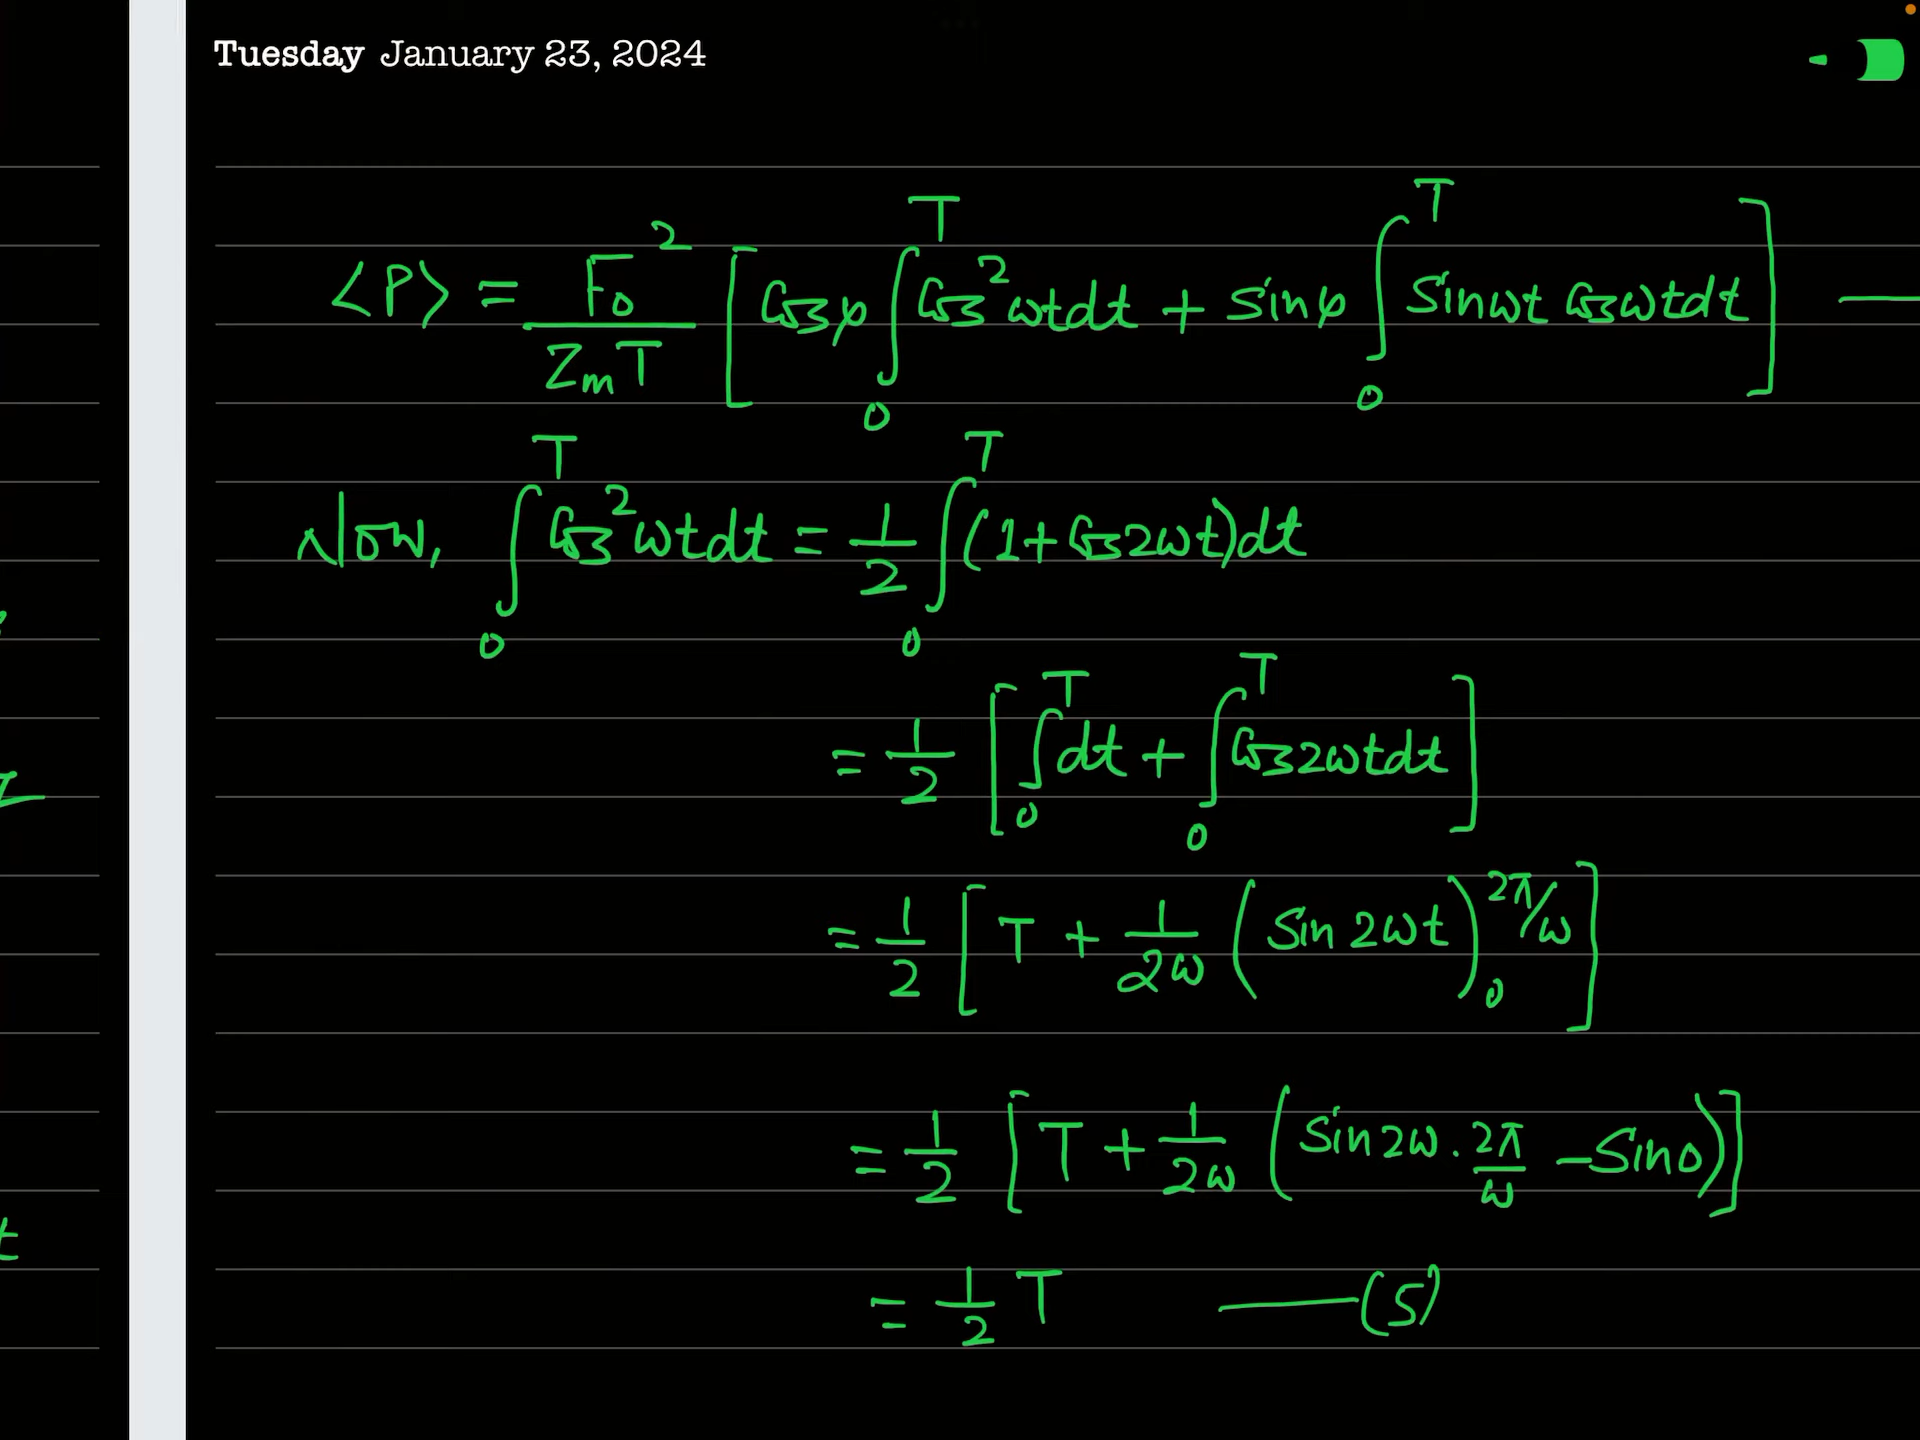 Tuesday January 23, 2024
<P> = F₀² / Z_m T [ Cosφ ∫₀ᵀ Cos²ωt dt + sinφ ∫₀ᵀ sinωt Cosωt dt ] —
Now, ∫₀ᵀ Cos²ωt dt = 1/2 ∫₀ᵀ (1 + Cos2ωt) dt
= 1/2 [ ∫₀ᵀ dt + ∫₀ᵀ Cos2ωt dt ]
= 1/2 [ T + 1/2ω (Sin 2ωt)₀^{2π/ω} ]
= 1/2 [ T + 1/2ω ( Sin 2ω . 2π/ω - Sin0 ) ]
= 1/2 T — (5)
t